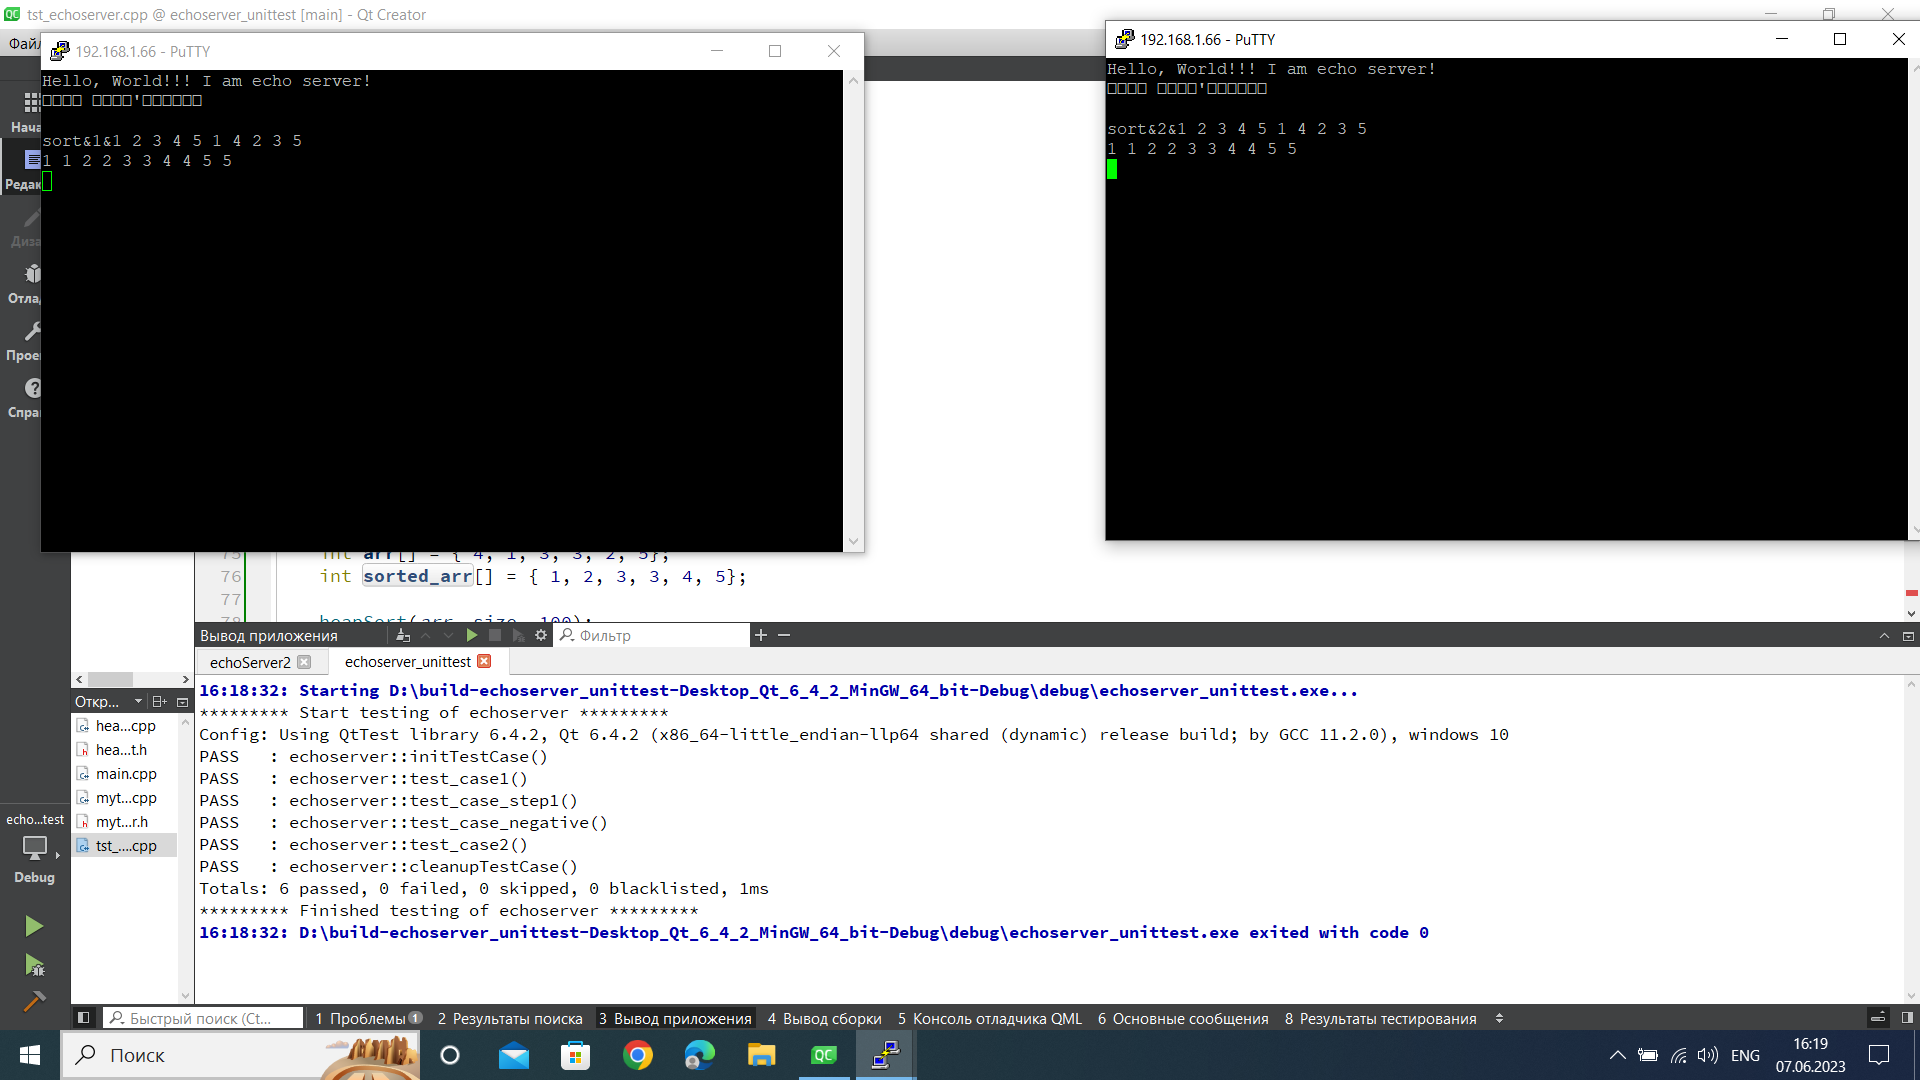 tst_echoserver.cpp @ echoserver_unittest [main] - Qt Creator
Файл
192.168.1.66 - PuTTY
Hello, World!!! I am echo server!
sort&1&1 2 3 4 5 1 4 2 3 5
1 1 2 2 3 3 4 4 5 5
192.168.1.66 - PuTTY
Hello, World!!! I am echo server!
sort&2&1 2 3 4 5 1 4 2 3 5
1 1 2 2 3 3 4 4 5 5
Нача
Редак
Диза
Отла
Прое
Спра
75 int arr[] = { 4, 1, 3, 3, 2, 5};
76 int sorted_arr[] = { 1, 2, 3, 3, 4, 5};
77
78 heapSort(arr, size, 100);
Вывод приложения
Фильтр
echoServer2
echoserver_unittest
16:18:32: Starting D:\build-echoserver_unittest-Desktop_Qt_6_4_2_MinGW_64_bit-Debug\debug\echoserver_unittest.exe...
********* Start testing of echoserver *********
Config: Using QtTest library 6.4.2, Qt 6.4.2 (x86_64-little_endian-llp64 shared (dynamic) release build; by GCC 11.2.0), windows 10
PASS   : echoserver::initTestCase()
PASS   : echoserver::test_case1()
PASS   : echoserver::test_case_step1()
PASS   : echoserver::test_case_negative()
PASS   : echoserver::test_case2()
PASS   : echoserver::cleanupTestCase()
Totals: 6 passed, 0 failed, 0 skipped, 0 blacklisted, 1ms
********* Finished testing of echoserver *********
16:18:32: D:\build-echoserver_unittest-Desktop_Qt_6_4_2_MinGW_64_bit-Debug\debug\echoserver_unittest.exe exited with code 0
Откр...
hea...cpp
hea...t.h
main.cpp
myt...cpp
myt...r.h
tst_....cpp
echo...test
Debug
Быстрый поиск (Ct...
1 Проблемы 1
2 Результаты поиска
3 Вывод приложения
4 Вывод сборки
5 Консоль отладчика QML
6 Основные сообщения
8 Результаты тестирования
Поиск
QC
ENG
16:19
07.06.2023